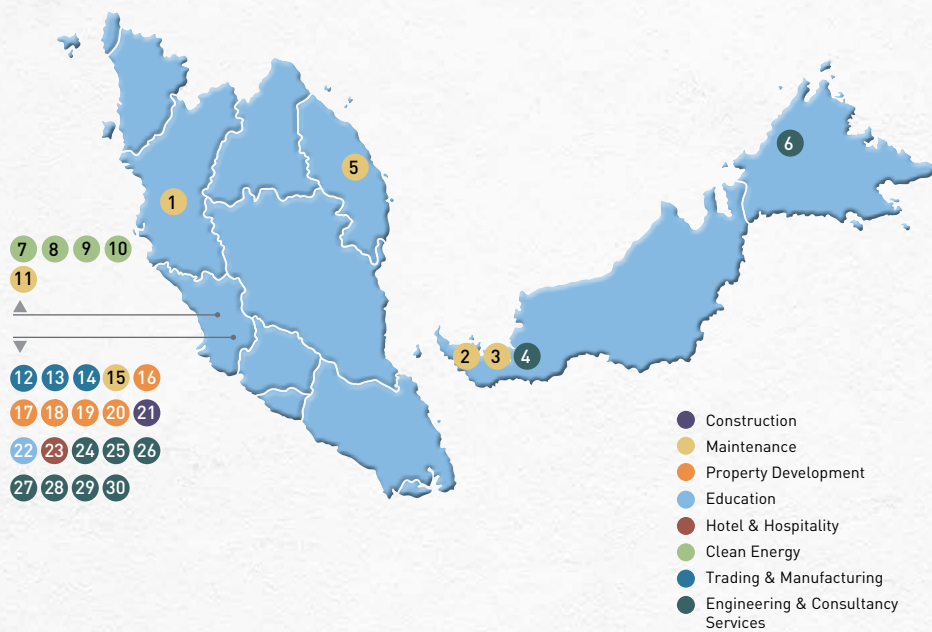 6
5
1
7 8 9 10
11
2 3 4
12 13 14 15 16
17 18 19 20 21
22 23 24 25 26
27 28 29 30
Construction
Maintenance
Property Development
Education
Hotel & Hospitality
Clean Energy
Trading & Manufacturing
Engineering & Consultancy
Services